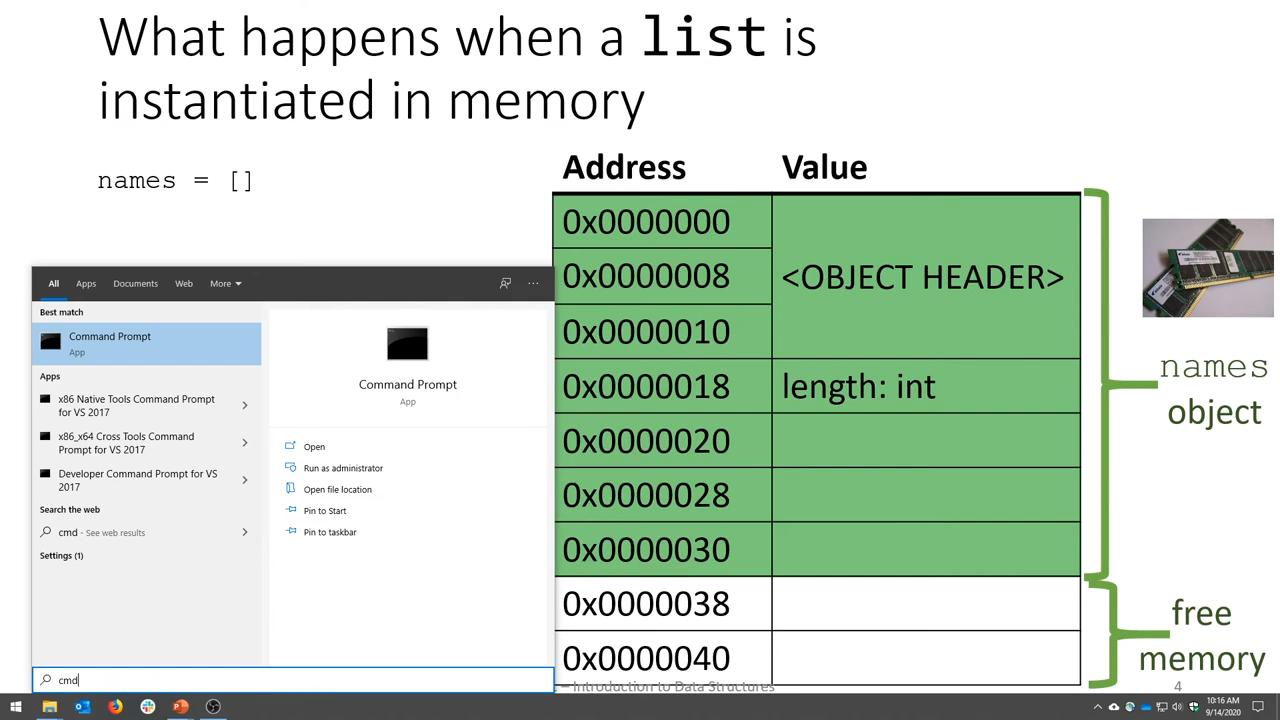 What happens when a list is
instantiated in memory
names = []
Address Value
0x0000000
0x0000008 <OBJECT HEADER>
0x0000010
0x0000018 length: int
0x0000020
0x0000028
0x0000030
0x0000038
0x0000040
names
object
free
memory
All Apps Documents Web More
Best match
Command Prompt
App
Apps
x86 Native Tools Command Prompt
for VS 2017
x86_x64 Cross Tools Command
Prompt for VS 2017
Developer Command Prompt for VS
2017
Search the web
cmd - See web results
Settings (1)
Command Prompt
App
Open
Run as administrator
Open file location
Pin to Start
Pin to taskbar
cmd
– Introduction to Data Structures
4
10:16 AM
9/14/2020